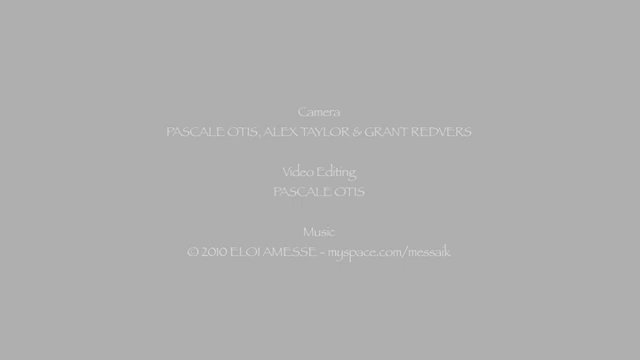 Camera
PASCALE OTIS, ALEX TAYLOR & GRANT REDVERS
Video Editing
PASCALE OTIS
Music
© 2010 ELOI AMESSE - myspace.com/messaik